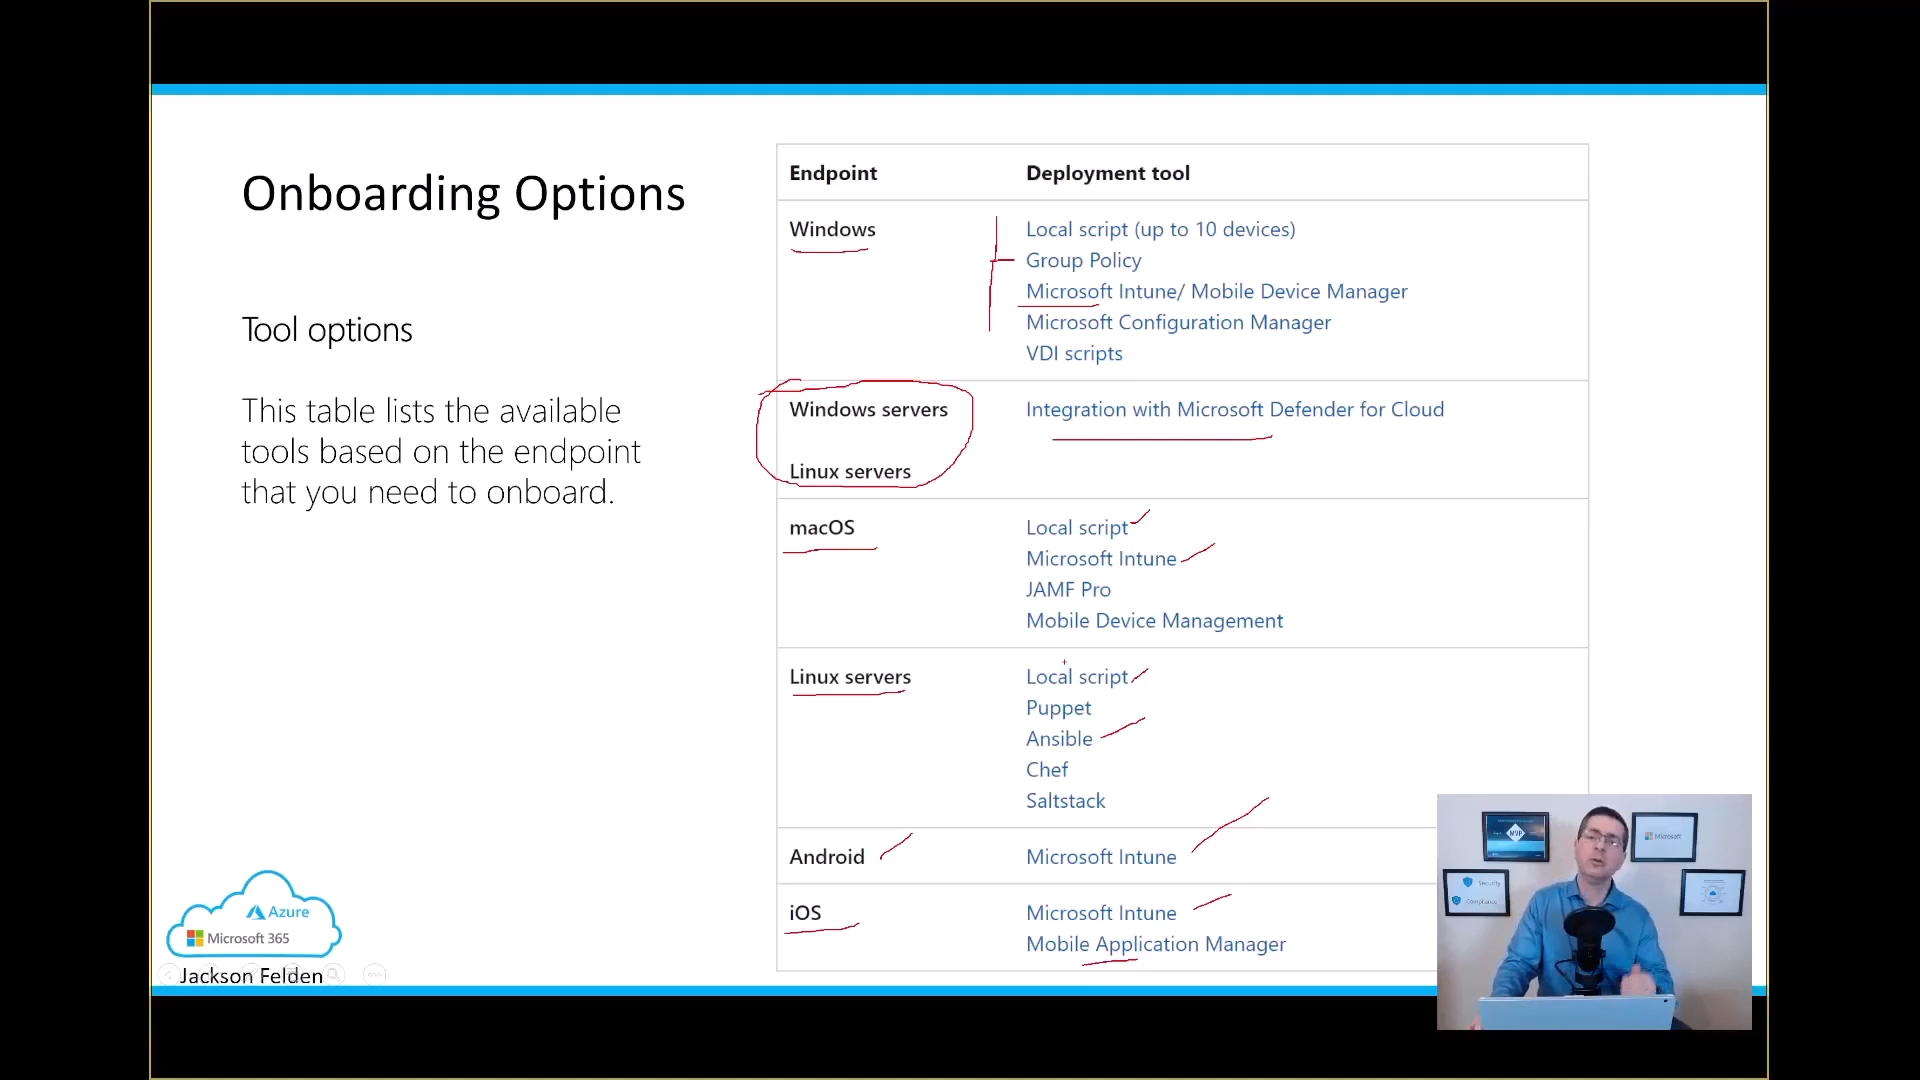 Onboarding Options
Tool options
This table lists the available
tools based on the endpoint
that you need to onboard.
Endpoint Deployment tool
Windows Local script (up to 10 devices)
Group Policy
Microsoft Intune/ Mobile Device Manager
Microsoft Configuration Manager
VDI scripts
Windows servers Integration with Microsoft Defender for Cloud
Linux servers
macOS Local script
Microsoft Intune
JAMF Pro
Mobile Device Management
Linux servers Local script
Puppet
Ansible
Chef
Saltstack
Android Microsoft Intune
iOS Microsoft Intune
Mobile Application Manager
Azure
Microsoft 365
Jackson Felden
MVP
Microsoft
Security
Compliance